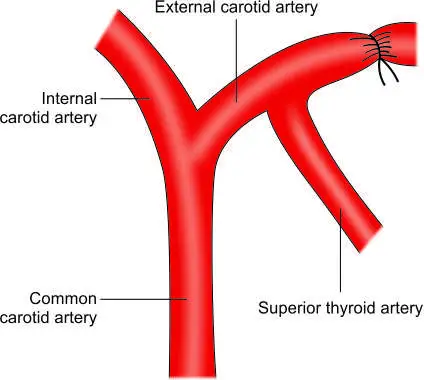 External carotid artery
Internal
carotid artery
Common
carotid artery
Superior thyroid artery